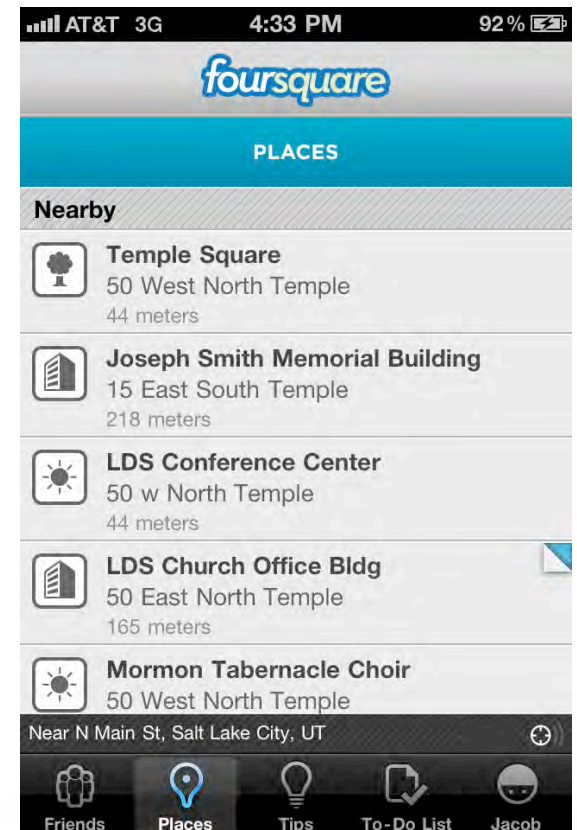 AT&T 3G 4:33 PM 92%
foursquare
PLACES
Nearby
Temple Square
50 West North Temple
44 meters
Joseph Smith Memorial Building
15 East South Temple
218 meters
LDS Conference Center
50 w North Temple
44 meters
LDS Church Office Bldg
50 East North Temple
165 meters
Mormon Tabernacle Choir
50 West North Temple
Near N Main St, Salt Lake City, UT
Friends Places Tips To-Do List Jacob